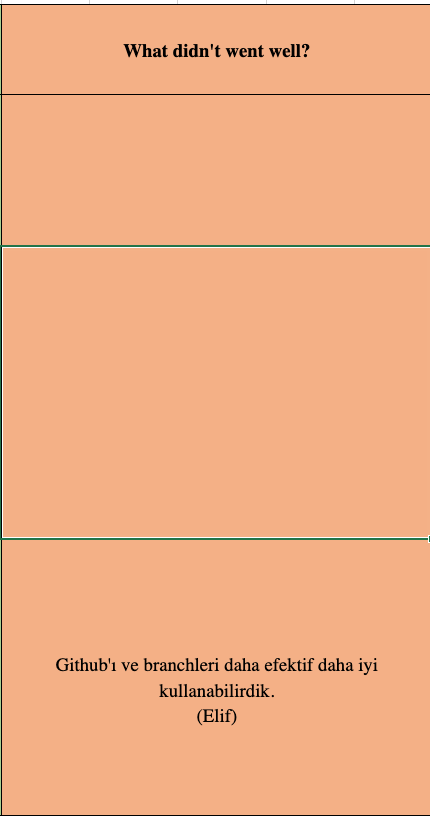 What didn't went well?
Github'ı ve branchleri daha efektif daha iyi
kullanabilirdik.
(Elif)